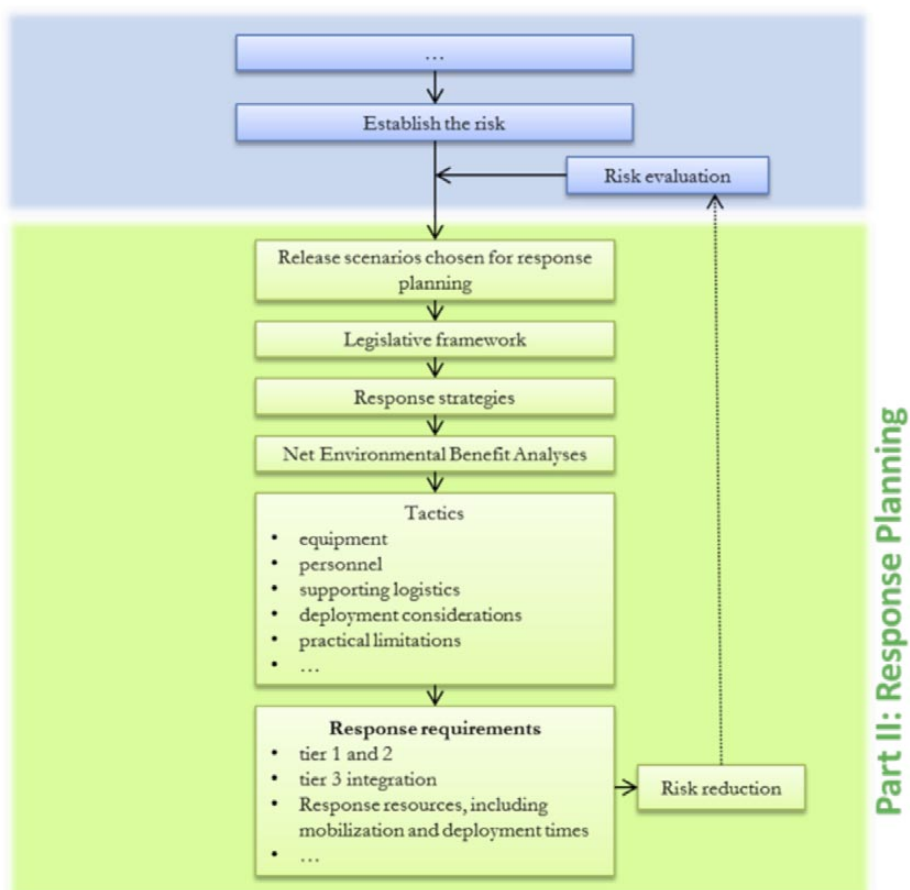 …
Establish the risk
Risk evaluation
Release scenarios chosen for response
planning
Legislative framework
Response strategies
Net Environmental Benefit Analyses
Tactics
• equipment
• personnel
• supporting logistics
• deployment considerations
• practical limitations
• …
Response requirements
• tier 1 and 2
• tier 3 integration
• Response resources, including
mobilization and deployment times
• …
Risk reduction
Part II: Response Planning